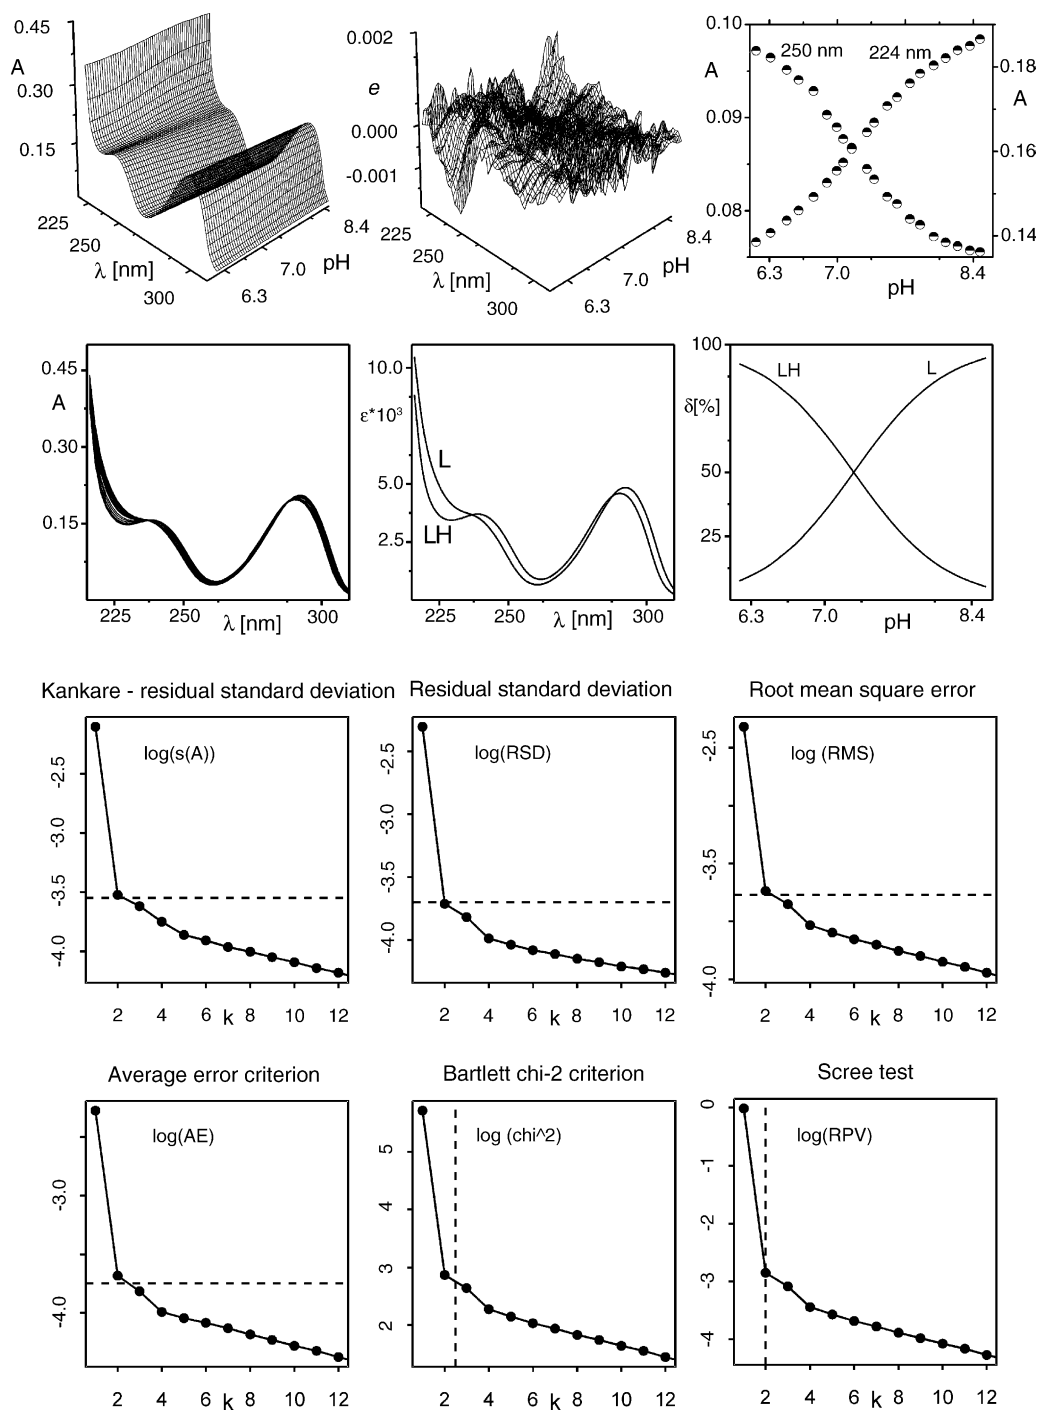 0.45
A
0.30
0.15
225
250
λ [nm]
300
6.3
7.0
pH
8.4
0.002
e
0.000
-0.001
225
250
λ [nm]
300
6.3
7.0
pH
8.4
0.10
A
0.09
0.08
250 nm
224 nm
0.18
A
0.16
0.14
6.3
7.0
8.4
pH
0.45
A
0.30
0.15
225
250
300
λ [nm]
10.0
ε*10³
5.0
2.5
L
LH
225
250
300
λ [nm]
100
δ[%]
50
25
LH
L
6.3
7.0
8.4
pH
Kankare - residual standard deviation
log(s(A))
-2.5
-3.0
-3.5
-4.0
2 4 6 8 10 12
k
Residual standard deviation
log(RSD)
-2.5
-3.0
-3.5
-4.0
2 4 6 8 10 12
k
Root mean square error
log (RMS)
-2.5
-3.5
-4.0
2 4 6 8 10 12
k
Average error criterion
log(AE)
-3.0
-4.0
2 4 6 8 10 12
k
Bartlett chi-2 criterion
log (chi^2)
5
4
3
2
2 4 6 8 10 12
k
Scree test
log(RPV)
0
-1
-2
-3
-4
2 4 6 8 10 12
k